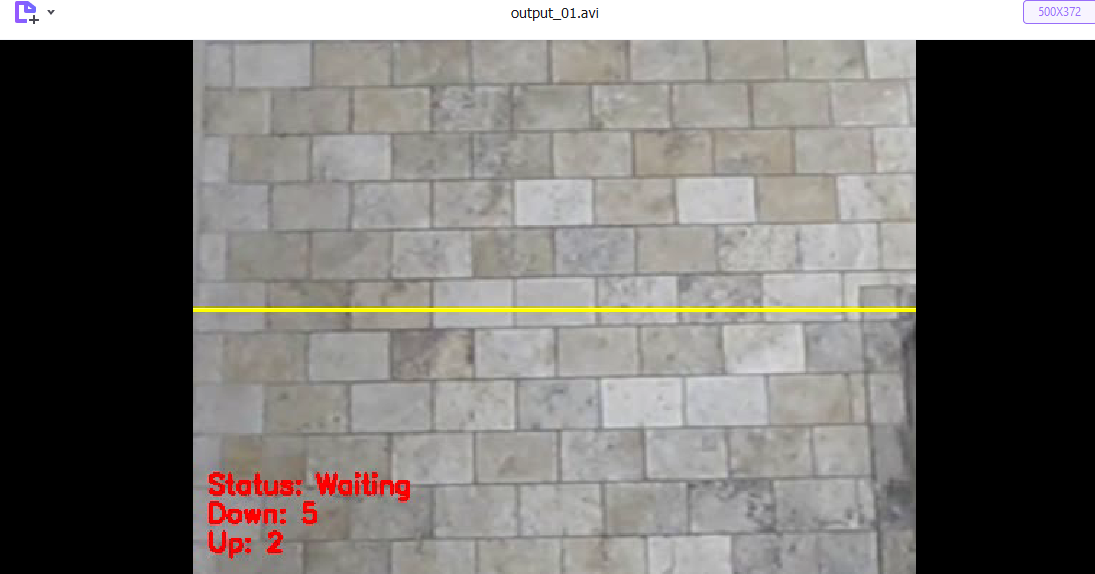 output_01.avi
500X372
Status: Waiting
Down: 5
Up: 2